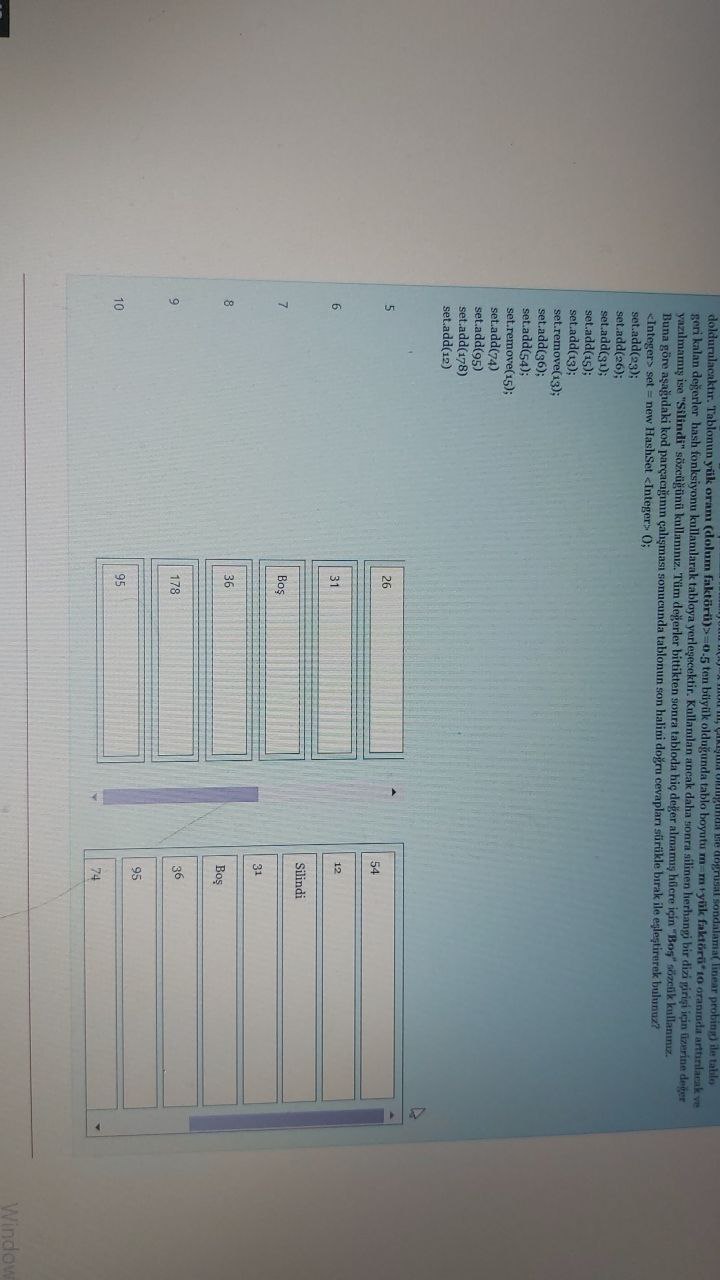 ise doğrusal sondalama( linear probing) ile tablo
doldurulacaktır. Tablonun yük oranı (dolum faktörü)>=0.5 ten büyük olduğunda tablo boyutu m=m+yük faktörü*10 oranında arttırılacak ve
geri kalan değerler hash fonksiyonu kullanılarak tabloya yerleşecektir. Kullanılan ancak daha sonra silinen herhangi bir dizi girişi için üzerine değer
yazılmamış ise "Silindi" sözcüğünü kullanınız. Tüm değerler bittikten sonra tabloda hiç değer almamış hücre için "Boş" sözcük kullanınız.
Buna göre aşağıdaki kod parçacığının çalışması sonucunda tablonun son halini doğru cevapları sürükle bırak ile eşleştirerek bulunuz?
<Integer> set = new HashSet <Integer> ();
set.add(23);
set.add(26);
set.add(31);
set.add(15);
set.add(13);
set.remove(13);
set.add(36);
set.add(54);
set.remove(15);
set.add(74)
set.add(95)
set.add(178)
set.add(12)
5
26
6
31
7
Boş
8
36
9
178
10
95
54
12
Silindi
31
Boş
36
95
74
Window